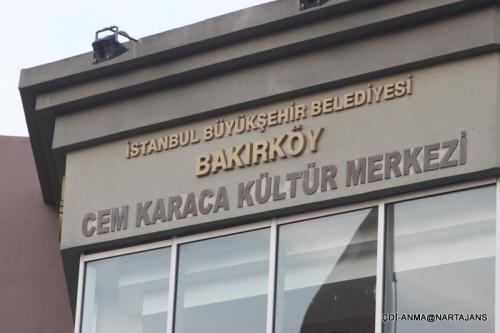 İSTANBUL BÜYÜKŞEHİR BELEDİYESİ
BAKIRKÖY
CEM KARACA KÜLTÜR MERKEZİ
ÇDİ-ANMA@NARTAJANS